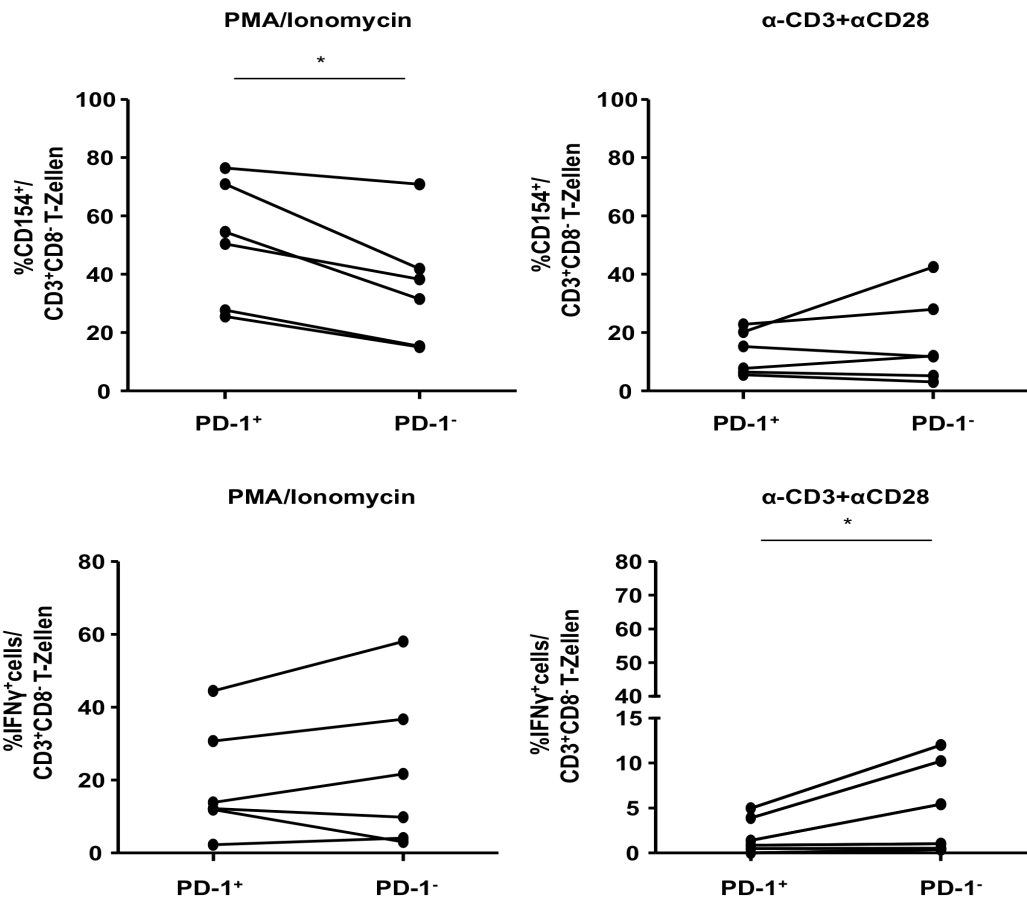 PMA/Ionomycin
*
%CD154⁺/
CD3⁺CD8⁻T-Zellen
100
80
60
40
20
0
PD-1⁺ PD-1⁻
α-CD3+αCD28
%CD154⁺/
CD3⁺CD8⁻T-Zellen
100
80
60
40
20
0
PD-1⁺ PD-1⁻
PMA/Ionomycin
%IFNγ⁺cells/
CD3⁺CD8⁻T-Zellen
80
60
40
20
0
PD-1⁺ PD-1⁻
α-CD3+αCD28
*
%IFNγ⁺cells/
CD3⁺CD8⁻T-Zellen
80
70
60
50
40
15
10
5
0
PD-1⁺ PD-1⁻